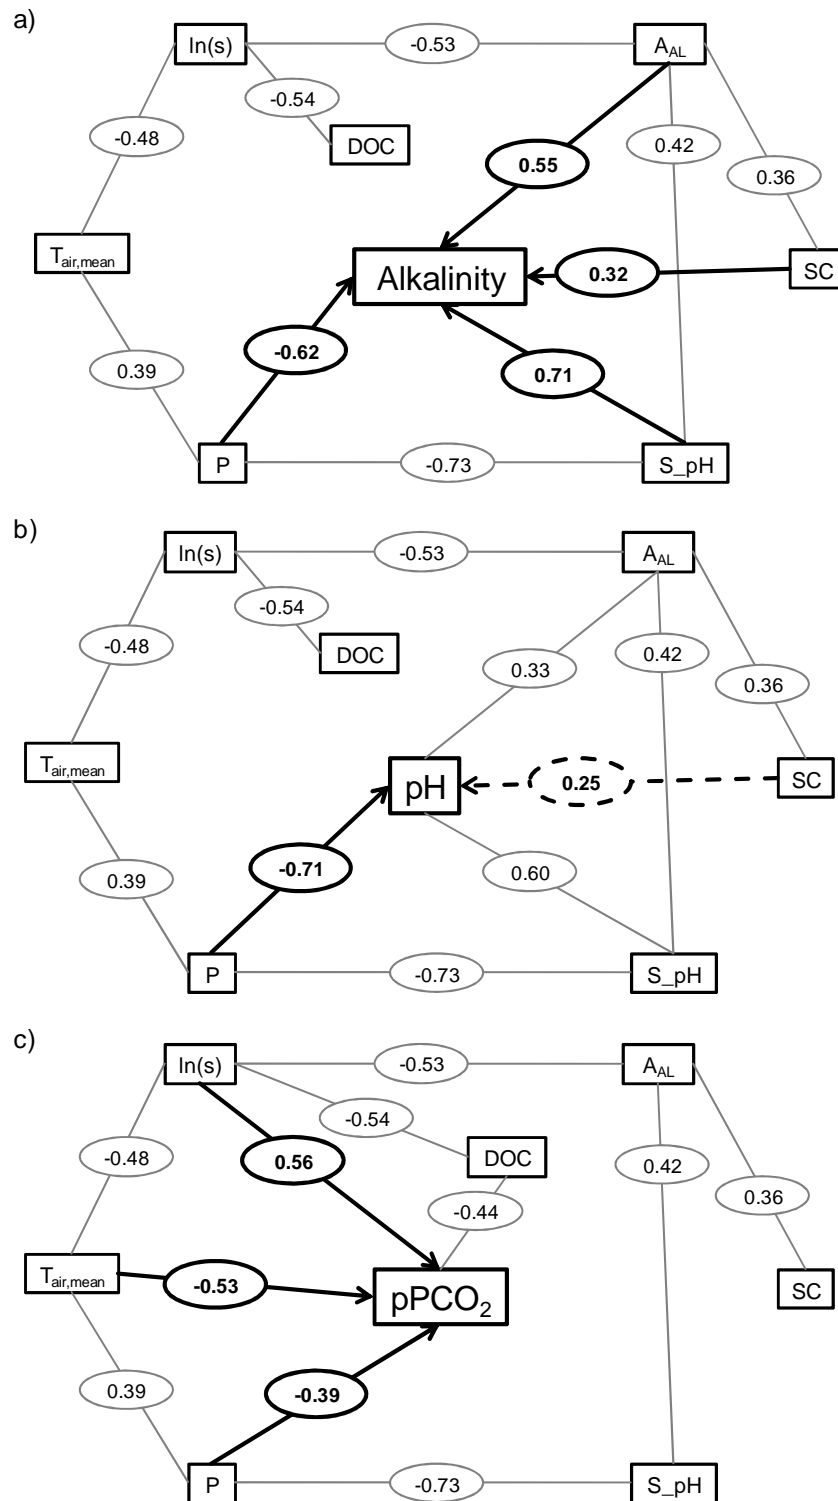 a)
ln(s)
-0.53
A_AL
-0.54
DOC
-0.48
0.42
0.55
0.36
T_air,mean
Alkalinity
0.32
SC
-0.62
0.39
0.71
P
-0.73
S_pH
b)
ln(s)
-0.53
A_AL
-0.54
DOC
-0.48
0.42
0.33
0.36
T_air,mean
pH
0.25
SC
-0.71
0.39
0.60
P
-0.73
S_pH
c)
ln(s)
-0.53
A_AL
-0.54
DOC
-0.48
0.56
0.42
0.36
-0.44
T_air,mean
-0.53
pPCO₂
SC
0.39
-0.39
P
-0.73
S_pH